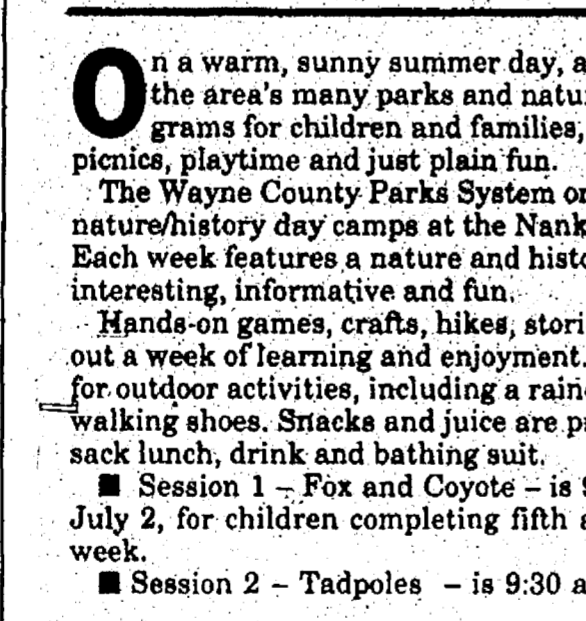 On a warm, sunny summer day, a
the area's many parks and natu
grams for children and families,
picnics, playtime and just plain fun.
The Wayne County Parks System or
nature/history day camps at the Nank
Each week features a nature and histo
interesting, informative and fun.
Hands-on games, crafts, hikes, stori
out a week of learning and enjoyment.
for outdoor activities, including a rain
walking shoes. Snacks and juice are p
sack lunch, drink and bathing suit.
■ Session 1 – Fox and Coyote – is 9
July 2, for children completing fifth a
week.
■ Session 2 – Tadpoles – is 9:30 a